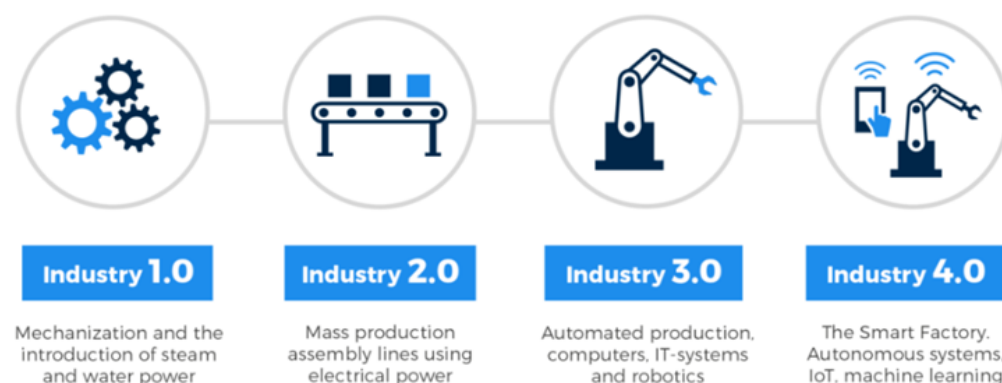 Industry 1.0
Industry 2.0
Industry 3.0
Industry 4.0
Mechanization and the
introduction of steam
and water power
Mass production
assembly lines using
electrical power
Automated production,
computers, IT-systems
and robotics
The Smart Factory.
Autonomous systems,
IoT, machine learning